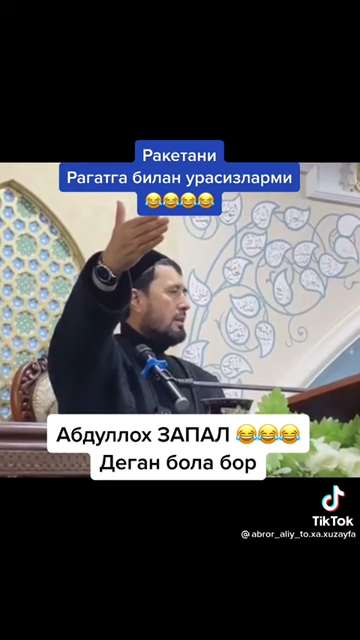 Ракетани
Рагатга билан урасизларми
😂😂😂😂
Абдуллох ЗАПАЛ 😂😂😂
Деган бола бор
TikTok
@ abror_aliy_to.xa.xuzayfa